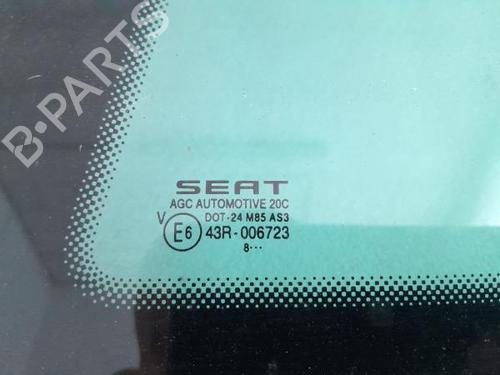 B-PARTS
SEAT
AGC AUTOMOTIVE 20C
DOT-24 M85 AS3
V E6 43R-006723
8···